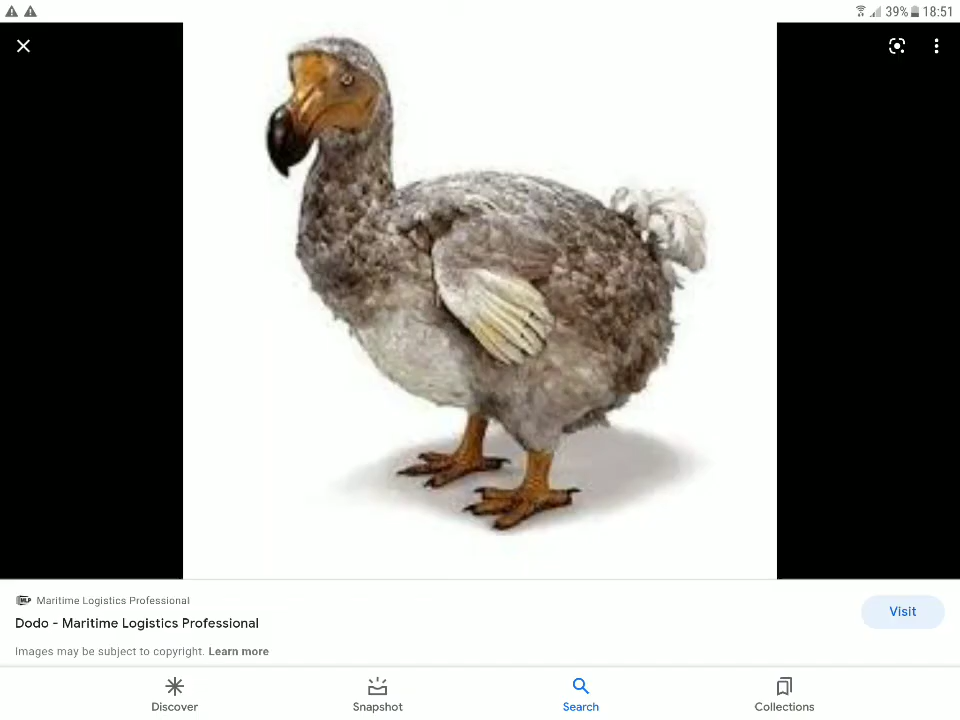 39% 18:51
Maritime Logistics Professional
Dodo - Maritime Logistics Professional
Visit
Images may be subject to copyright. Learn more
Discover Snapshot Search Collections